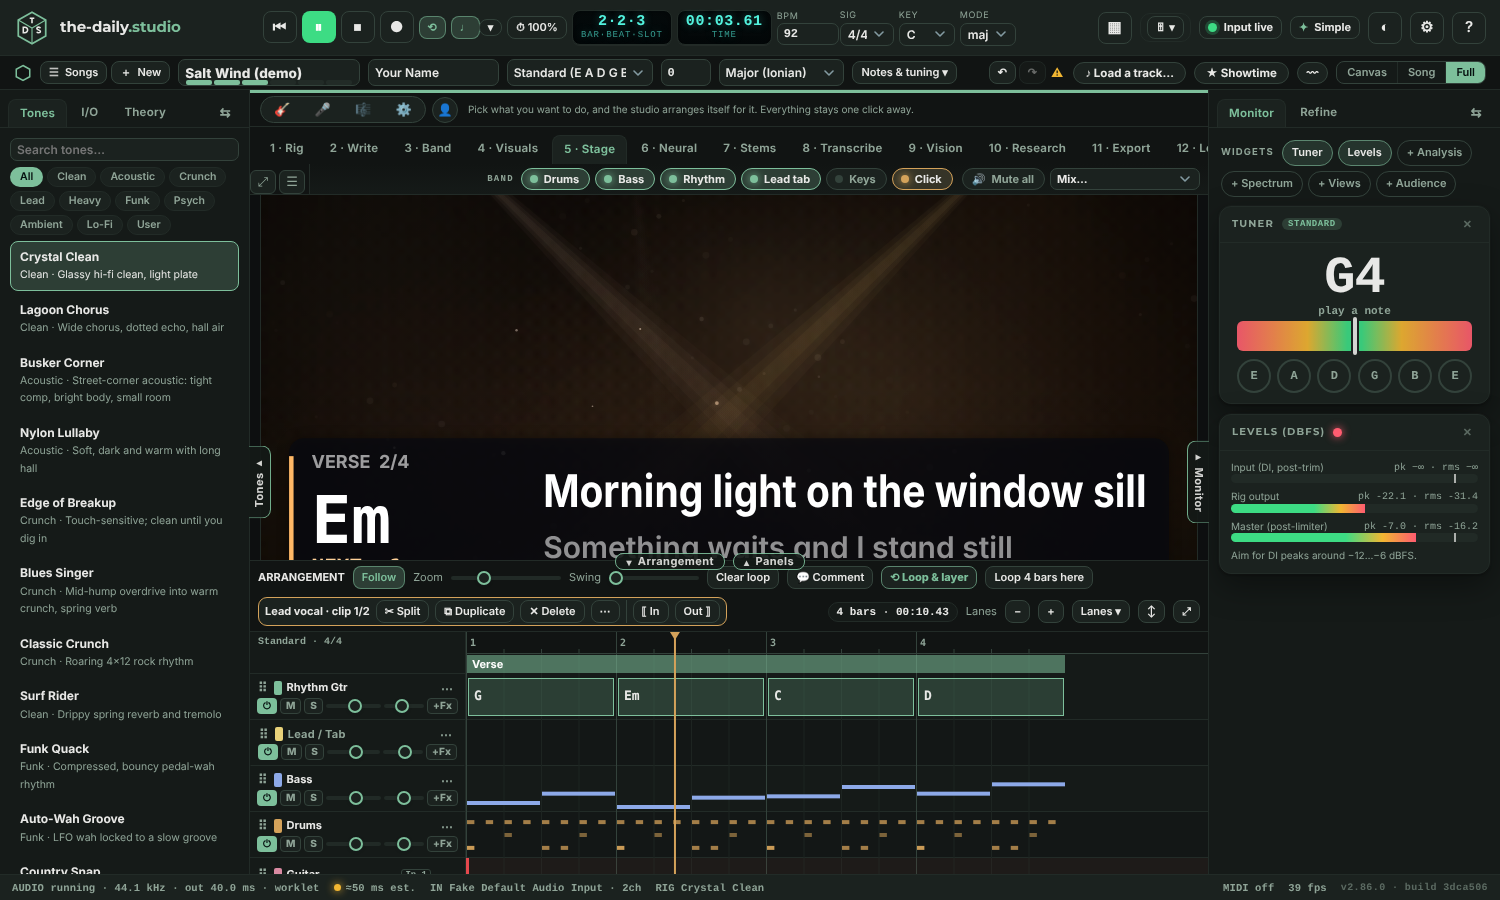 the-daily.studio
100%
2·2·3
BAR·BEAT·SLOT
00:03.61
TIME
BPM
92
SIG
4/4
KEY
C
MODE
maj
Input live
Simple
?
Songs
+ New
Salt Wind (demo)
Your Name
Standard (E A D G E
0
Major (Ionian)
Notes & tuning ▾
♪ Load a track...
★ Showtime
Canvas
Song
Full
Tones
I/O
Theory
Search tones...
All
Clean
Acoustic
Crunch
Lead
Heavy
Funk
Psych
Ambient
Lo-Fi
User
Crystal Clean
Clean · Glassy hi-fi clean, light plate
Lagoon Chorus
Clean · Wide chorus, dotted echo, hall air
Busker Corner
Acoustic · Street-corner acoustic: tight
comp, bright body, small room
Nylon Lullaby
Acoustic · Soft, dark and warm with long
hall
Edge of Breakup
Crunch · Touch-sensitive; clean until you
dig in
Blues Singer
Crunch · Mid-hump overdrive into warm
crunch, spring verb
Classic Crunch
Crunch · Roaring 4×12 rock rhythm
Surf Rider
Clean · Drippy spring reverb and tremolo
Funk Quack
Funk · Compressed, bouncy pedal-wah
rhythm
Auto-Wah Groove
Funk · LFO wah locked to a slow groove
Country Snap
Pick what you want to do, and the studio arranges itself for it. Everything stays one click away.
1 · Rig
2 · Write
3 · Band
4 · Visuals
5 · Stage
6 · Neural
7 · Stems
8 · Transcribe
9 · Vision
10 · Research
11 · Export
12 · Lo
BAND
Drums
Bass
Rhythm
Lead tab
Keys
Click
Mute all
Mix...
Tones
Monitor
VERSE 2/4
Em
Morning light on the window sill
Something waits and I stand still
▾ Arrangement
▴ Panels
ARRANGEMENT
Follow
Zoom
Swing
Clear loop
Comment
Loop & layer
Loop 4 bars here
Lead vocal · clip 1/2
Split
Duplicate
Delete
⋯
⟦ In
Out ⟧
4 bars · 00:10.43
Lanes
−
+
Lanes ▾
Standard · 4/4
1
2
3
4
Verse
Rhythm Gtr
M
S
+Fx
G
Em
C
D
Lead / Tab
M
S
+Fx
Bass
M
S
+Fx
Drums
M
S
+Fx
Guitar
Monitor
Refine
WIDGETS
Tuner
Levels
+ Analysis
+ Spectrum
+ Views
+ Audience
TUNER
STANDARD
×
G4
play a note
E
A
D
G
B
E
LEVELS (DBFS)
×
Input (DI, post-trim)
pk −∞ · rms −∞
Rig output
pk -22.1 · rms -31.4
Master (post-limiter)
pk -7.0 · rms -16.2
Aim for DI peaks around −12…−6 dBFS.
AUDIO running · 44.1 kHz · out 40.0 ms · worklet
≈50 ms est.
IN Fake Default Audio Input · 2ch
RIG Crystal Clean
MIDI off
39 fps
v2.86.0 · build 3dca506